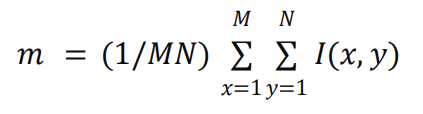 M N
m = (1/MN) ∑ ∑ I(x, y)
x=1 y=1